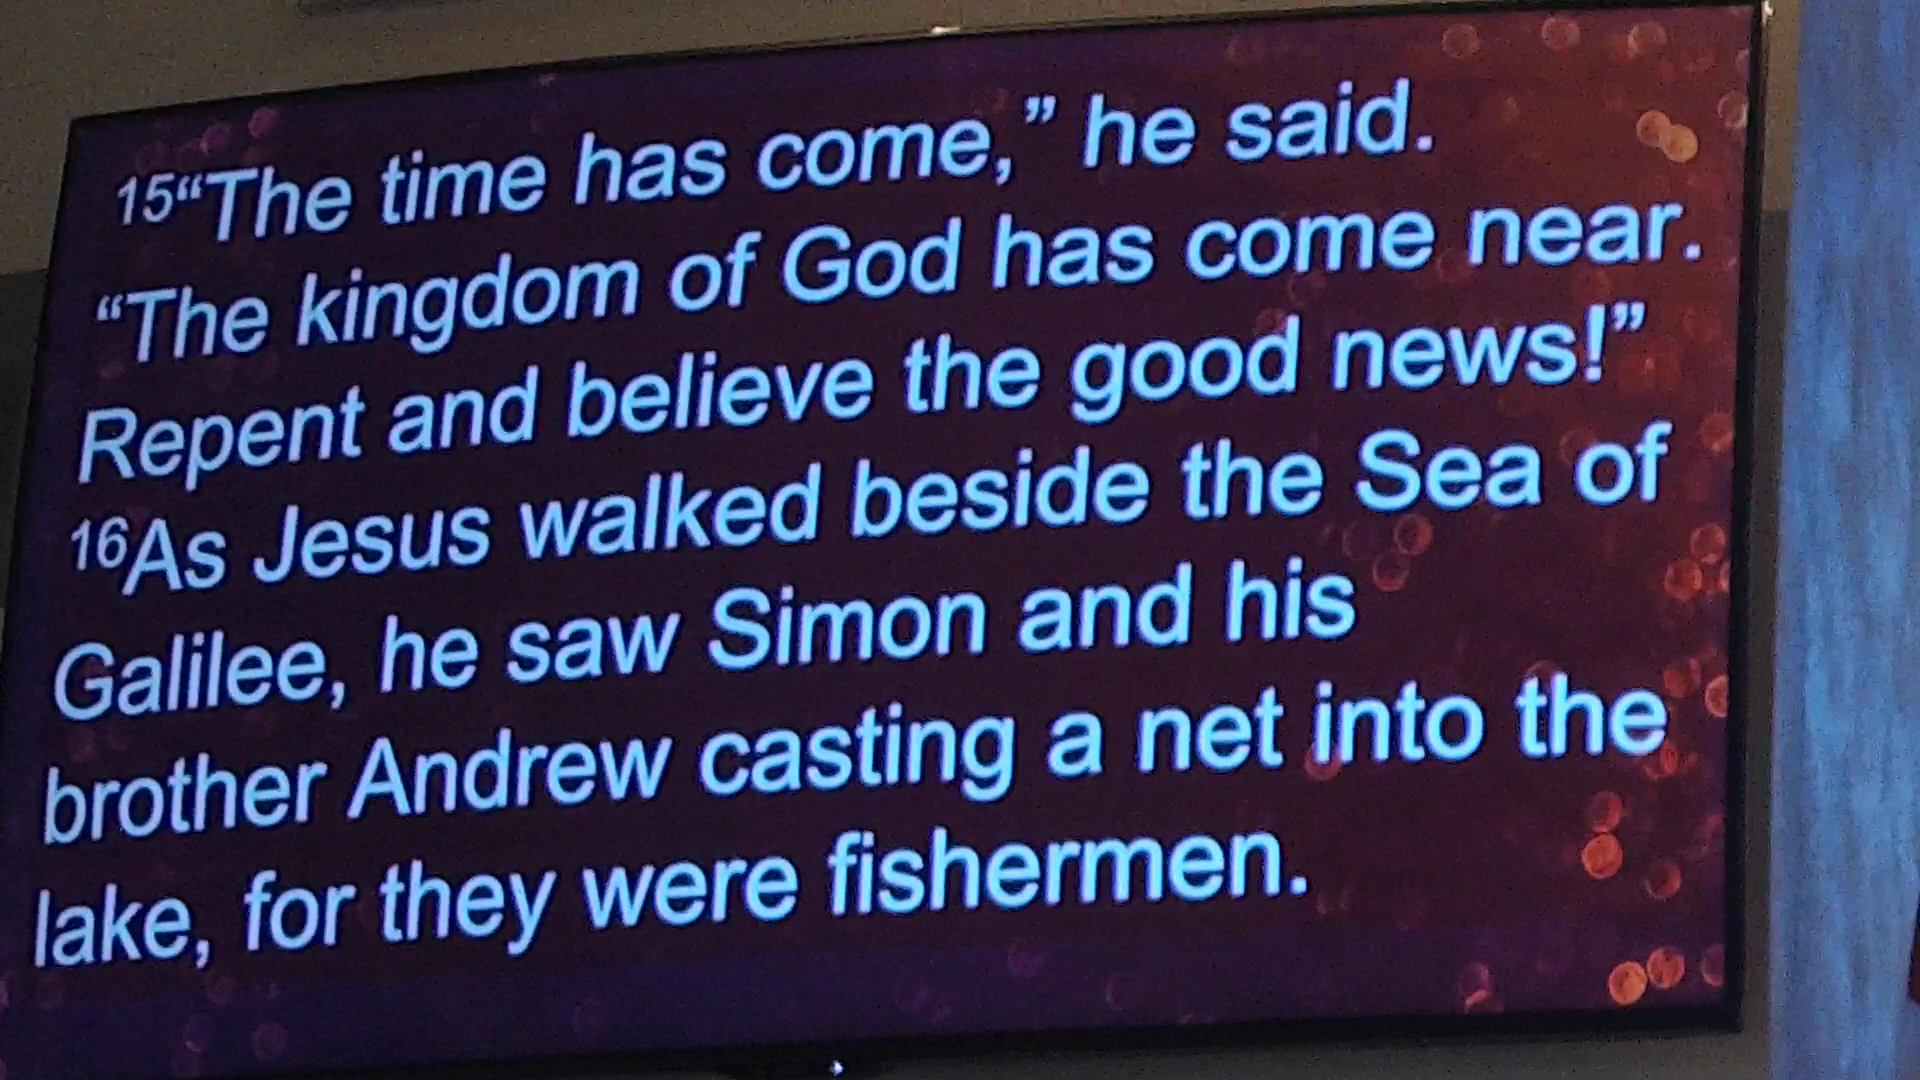 15“The time has come,” he said.
“The kingdom of God has come near.
Repent and believe the good news!”
16As Jesus walked beside the Sea of
Galilee, he saw Simon and his
brother Andrew casting a net into the
lake, for they were fishermen.